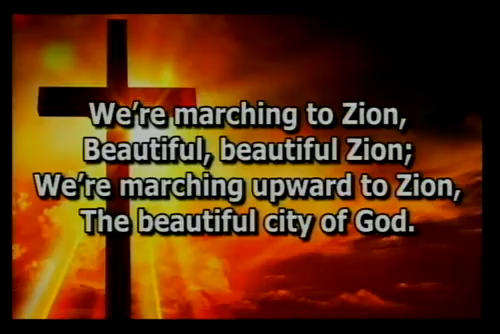 We're marching to Zion,
Beautiful, beautiful Zion;
We're marching upward to Zion,
The beautiful city of God.